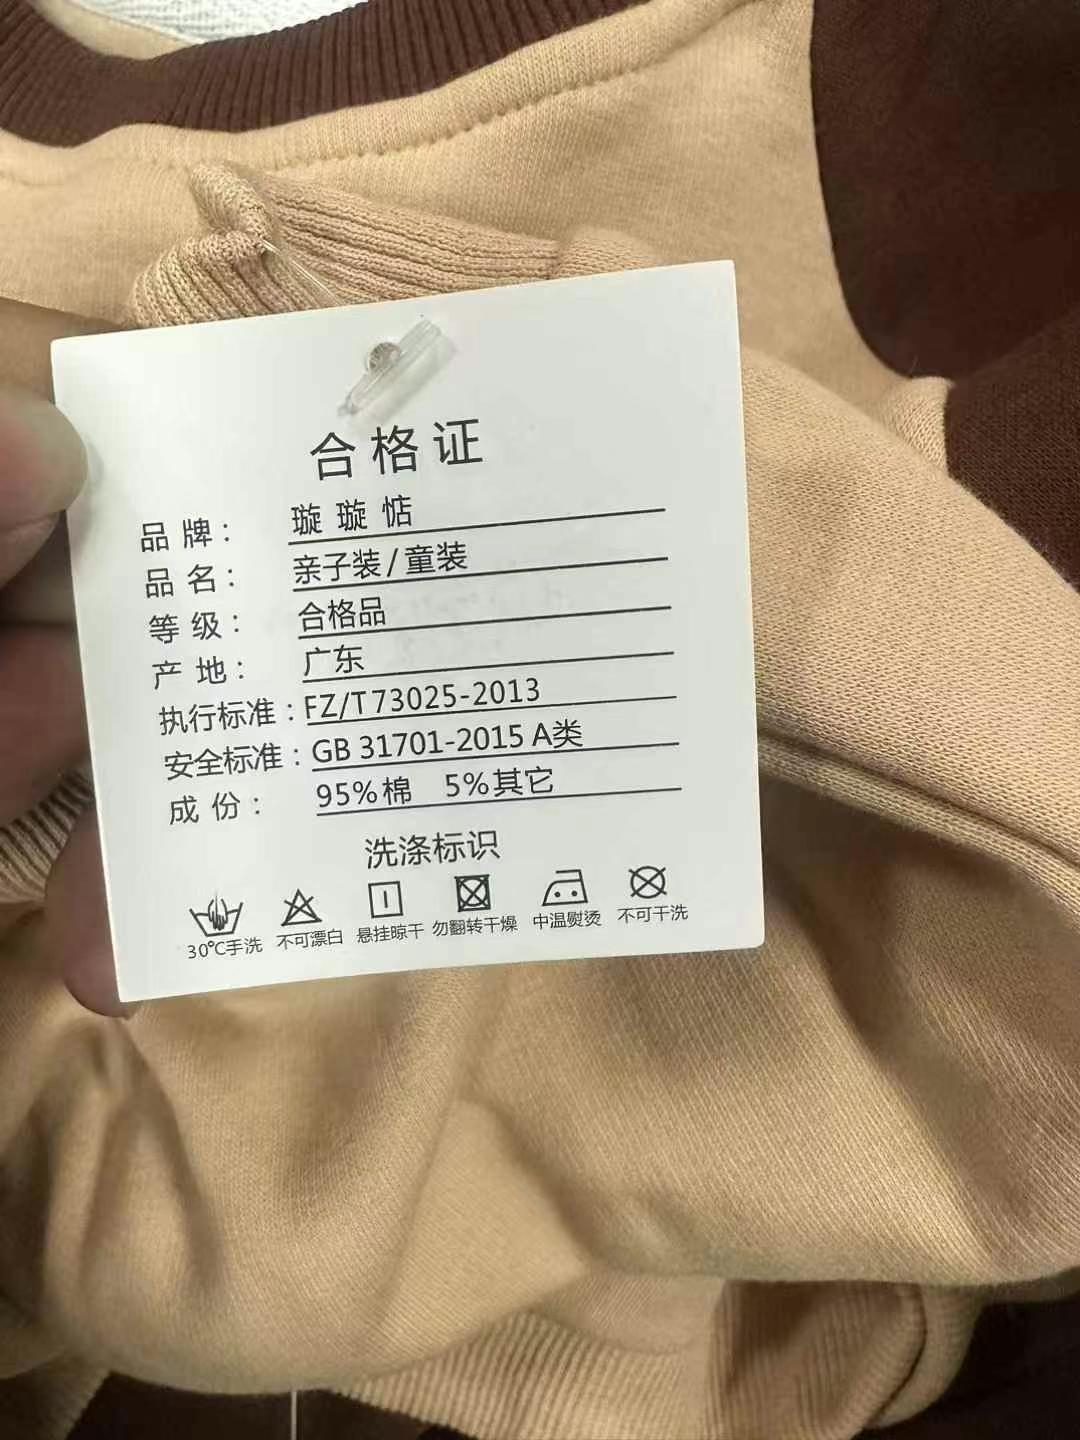 合格证
品牌：璇璇惦
品名：亲子装/童装
等级：合格品
产地：广东
执行标准：FZ/T 73025-2013
安全标准：GB 31701-2015 A类
成份：95%棉 5%其它
洗涤标识
30℃手洗 不可漂白 悬挂晾干 勿翻转干燥 中温熨烫 不可干洗